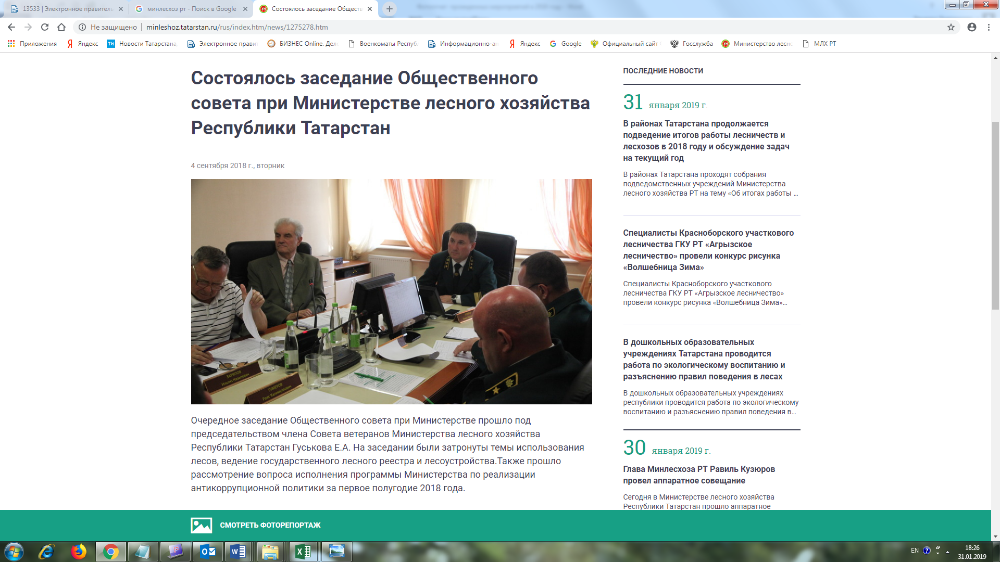 13533 | Электронное правитель
минлесхоз рт - Поиск в Google
Состоялось заседание Обществ
Не защищено
minleshoz.tatarstan.ru/rus/index.htm/news/1275278.htm
Приложения
Яндекс
Новости Татарстана
Электронное прави
БИЗНЕС Online. Дел
Военкоматы Респуб
Информационно-ан
Яндекс
Google
Официальный сайт
Госслужба
Министерство лесн
МЛХ РТ
Состоялось заседание Общественного
совета при Министерстве лесного хозяйства
Республики Татарстан
4 сентября 2018 г., вторник
ЗАРИПОВ
Ильгиз Назипович
ГУМЕРОВ
Раис Халимуллович
Очередное заседание Общественного совета при Министерстве прошло под
председательством члена Совета ветеранов Министерства лесного хозяйства
Республики Татарстан Гуськова Е.А. На заседании были затронуты темы использования
лесов, ведение государственного лесного реестра и лесоустройства.Также прошло
рассмотрение вопроса исполнения программы Министерства по реализации
антикоррупционной политики за первое полугодие 2018 года.
ПОСЛЕДНИЕ НОВОСТИ
31 января 2019 г.
В районах Татарстана продолжается
подведение итогов работы лесничеств и
лесхозов в 2018 году и обсуждение задач
на текущий год
В районах Татарстана проходят собрания
подведомственных учреждений Министерства
лесного хозяйства РТ на тему «Об итогах работы ...
Специалисты Красноборского участкового
лесничества ГКУ РТ «Агрызское
лесничество» провели конкурс рисунка
«Волшебница Зима»
Специалисты Красноборского участкового
лесничества ГКУ РТ «Агрызское лесничество»
провели конкурс рисунка «Волшебница Зима»...
В дошкольных образовательных
учреждениях Татарстана проводится
работа по экологическому воспитанию и
разъяснению правил поведения в лесах
В дошкольных образовательных учреждениях
республики проводится работа по экологическому
воспитанию и разъяснению правил поведения в...
30 января 2019 г.
Глава Минлесхоза РТ Равиль Кузюров
провел аппаратное совещание
Сегодня в Министерстве лесного хозяйства
Республики Татарстан прошло аппаратное
СМОТРЕТЬ ФОТОРЕПОРТАЖ
EN
18:26
31.01.2019